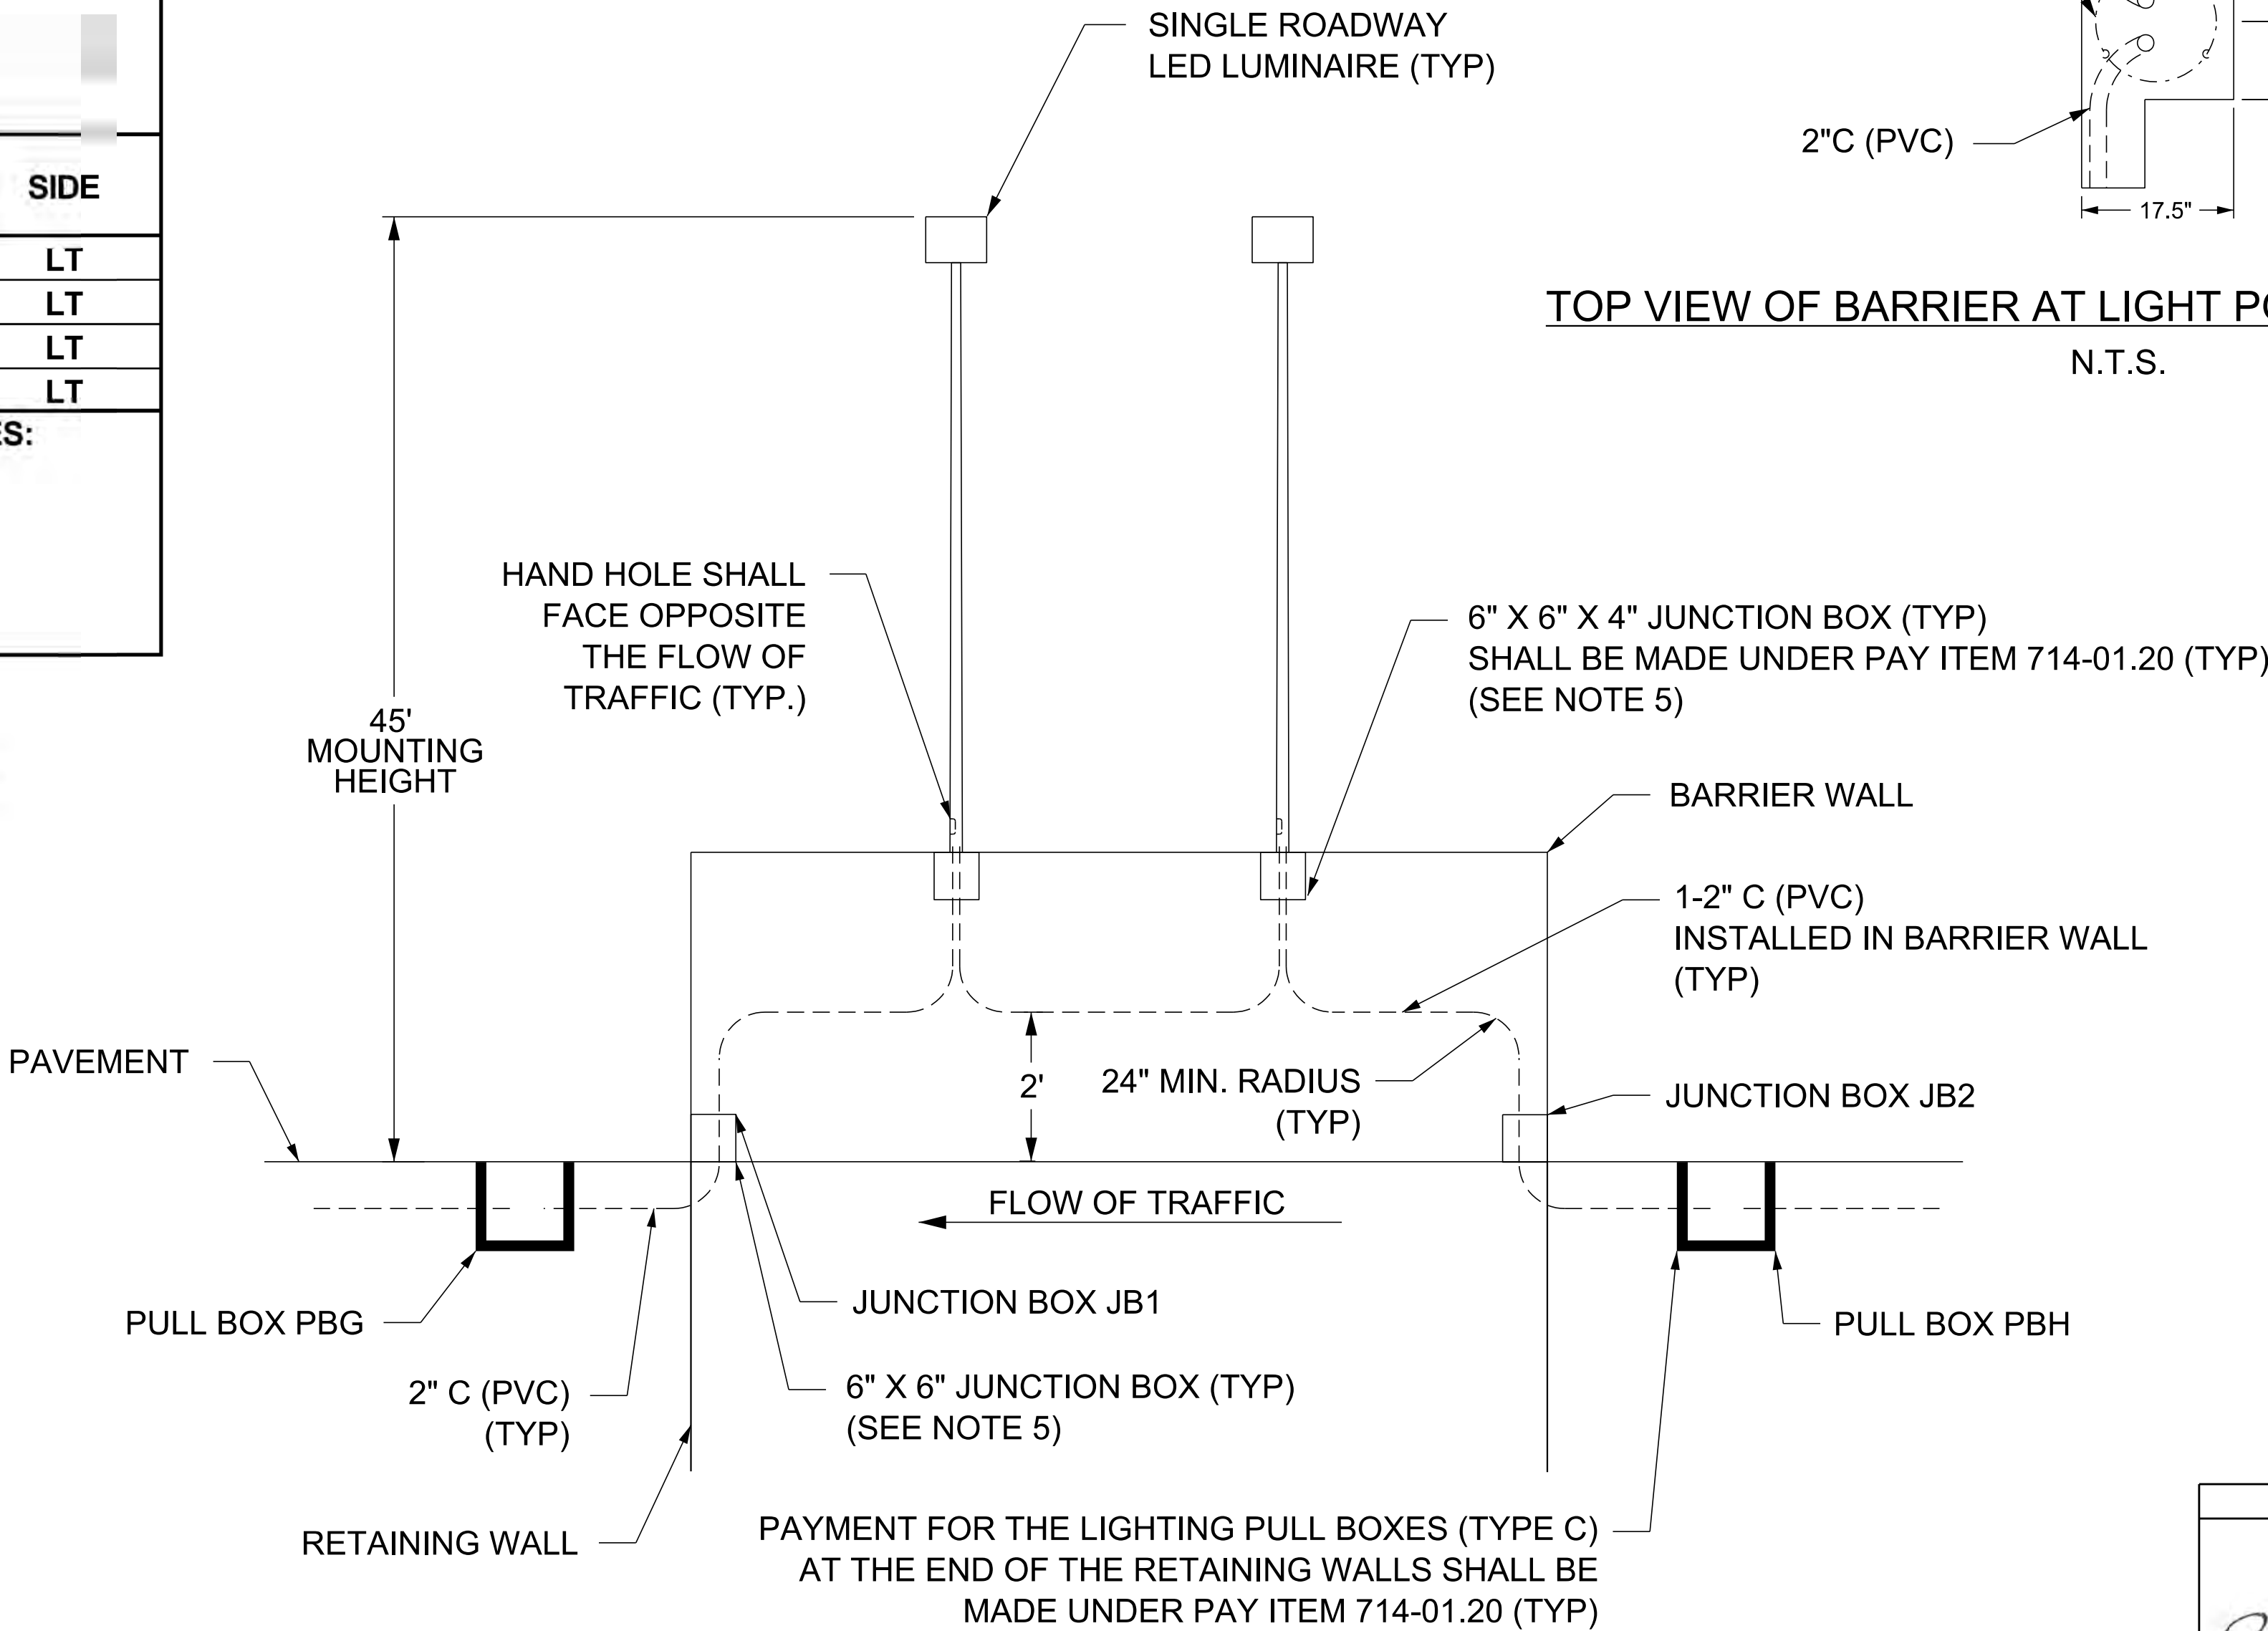 SINGLE ROADWAY
LED LUMINAIRE (TYP)
2"C (PVC)
17.5"
TOP VIEW OF BARRIER AT LIGHT
N.T.S.
SIDE
LT
LT
LT
LT
HAND HOLE SHALL
FACE OPPOSITE
THE FLOW OF
TRAFFIC (TYP.)
6" X 6" X 4" JUNCTION BOX (TYP)
SHALL BE MADE UNDER PAY ITEM 714-01.20 (TYP)
(SEE NOTE 5)
45'
MOUNTING
HEIGHT
BARRIER WALL
1-2" C (PVC)
INSTALLED IN BARRIER WALL
(TYP)
PAVEMENT
2'
24" MIN. RADIUS
(TYP)
JUNCTION BOX JB2
FLOW OF TRAFFIC
JUNCTION BOX JB1
PULL BOX PBG
PULL BOX PBH
2" C (PVC)
(TYP)
6" X 6" JUNCTION BOX (TYP)
(SEE NOTE 5)
RETAINING WALL
PAYMENT FOR THE LIGHTING PULL BOXES (TYPE C)
AT THE END OF THE RETAINING WALLS SHALL BE
MADE UNDER PAY ITEM 714-01.20 (TYP)